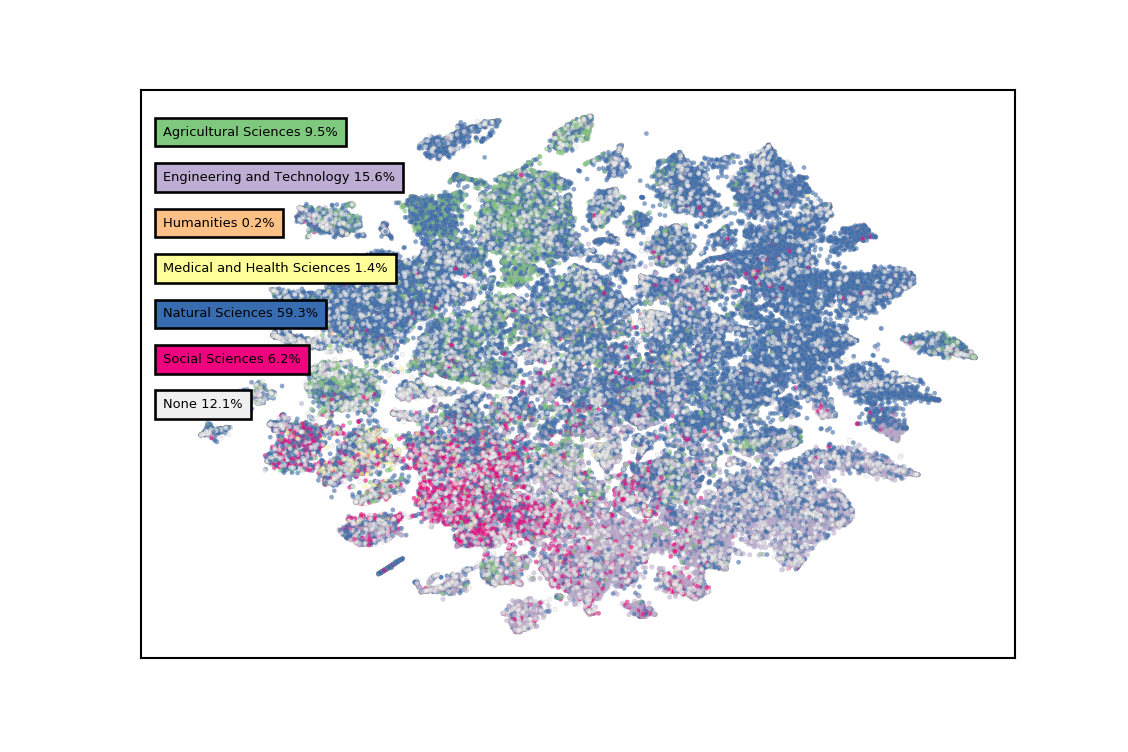 Agricultural Sciences 9.5%
Engineering and Technology 15.6%
Humanities 0.2%
Medical and Health Sciences 1.4%
Natural Sciences 59.3%
Social Sciences 6.2%
None 12.1%